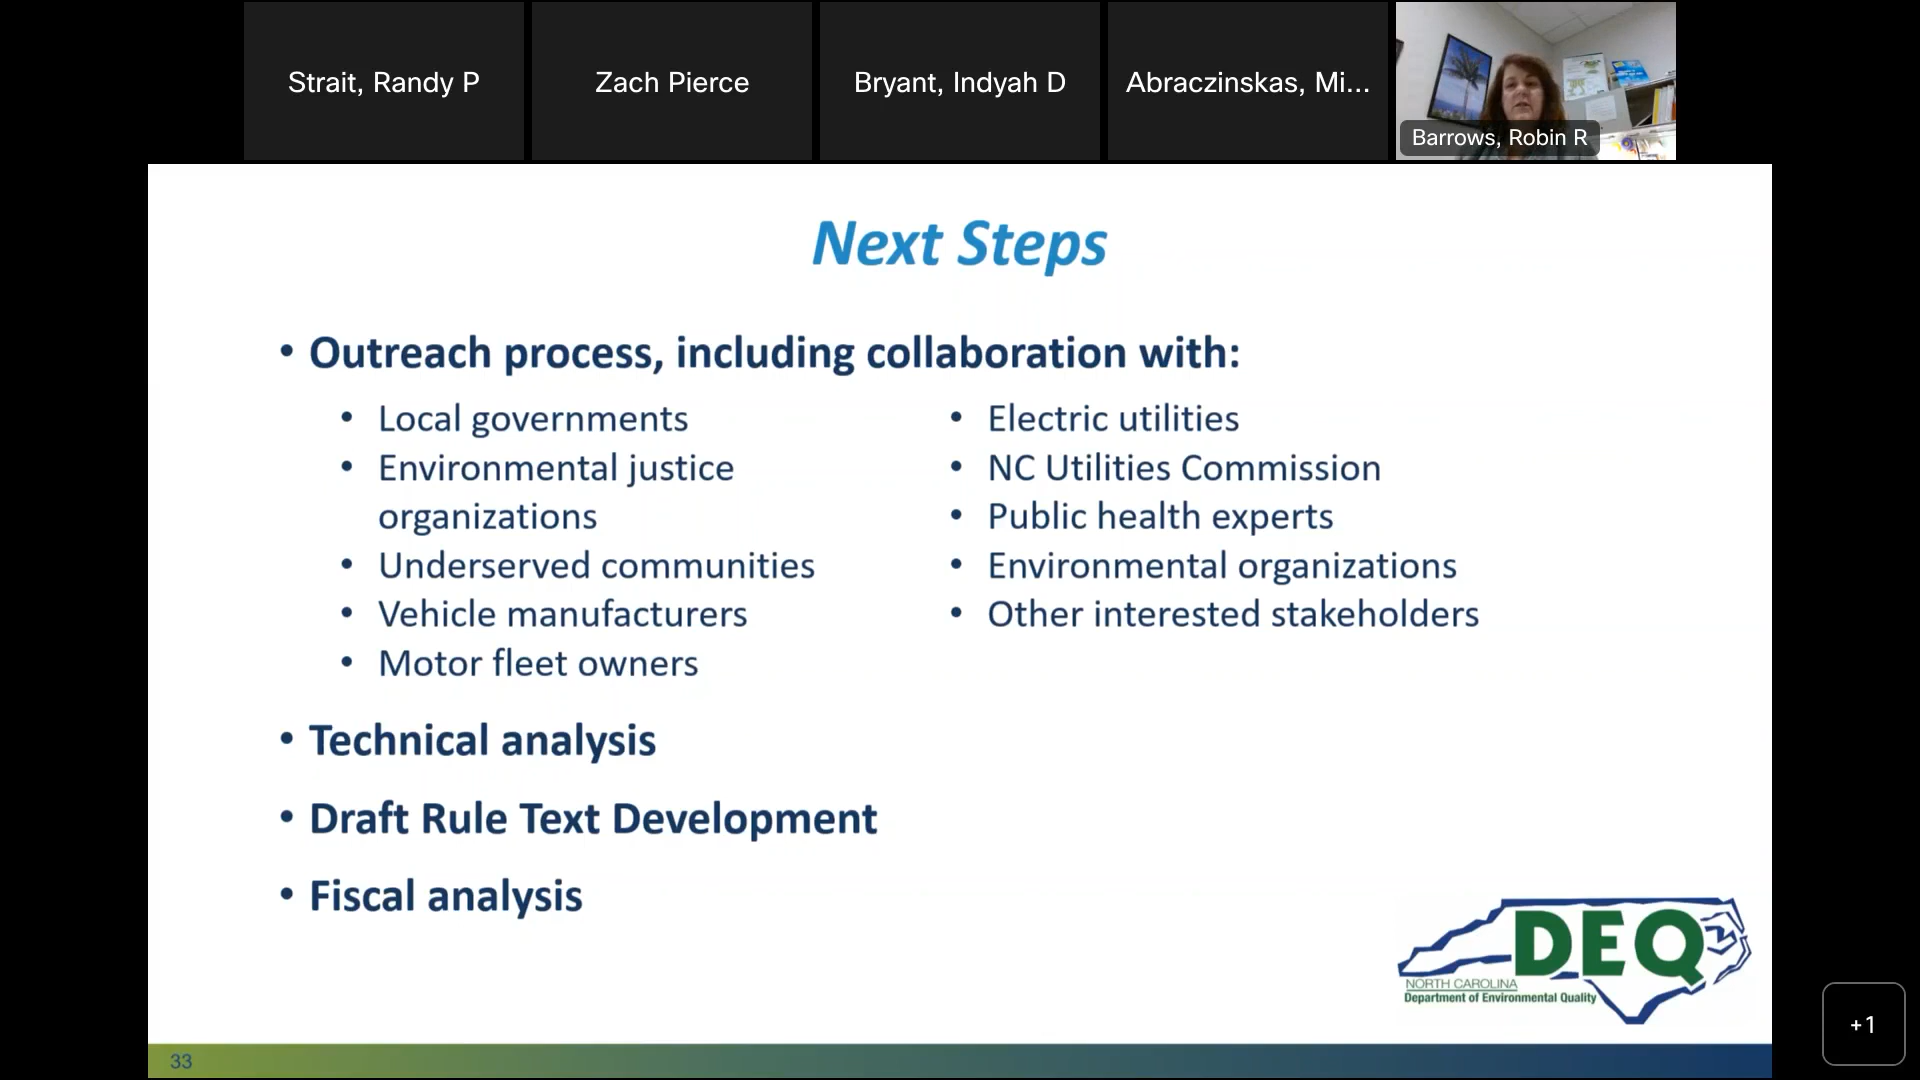 Strait, Randy P
Zach Pierce
Bryant, Indyah D
Abraczinskas, Mi...
Barrows, Robin R
Next Steps
• Outreach process, including collaboration with:
• Local governments
• Environmental justice
organizations
• Underserved communities
• Vehicle manufacturers
• Motor fleet owners
• Electric utilities
• NC Utilities Commission
• Public health experts
• Environmental organizations
• Other interested stakeholders
• Technical analysis
• Draft Rule Text Development
• Fiscal analysis
DEQ
NORTH CAROLINA
Department of Environmental Quality
33
+1